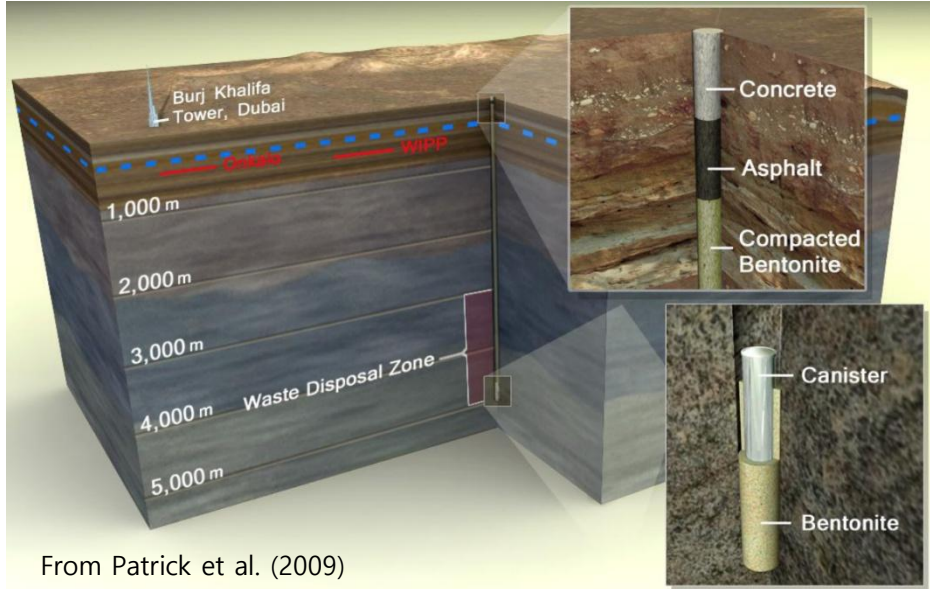 Burj Khalifa
Tower, Dubai
Onkalo
WIPP
1,000 m
2,000 m
3,000 m
Waste Disposal Zone
4,000 m
5,000 m
Concrete
Asphalt
Compacted
Bentonite
Canister
Bentonite
From Patrick et al. (2009)